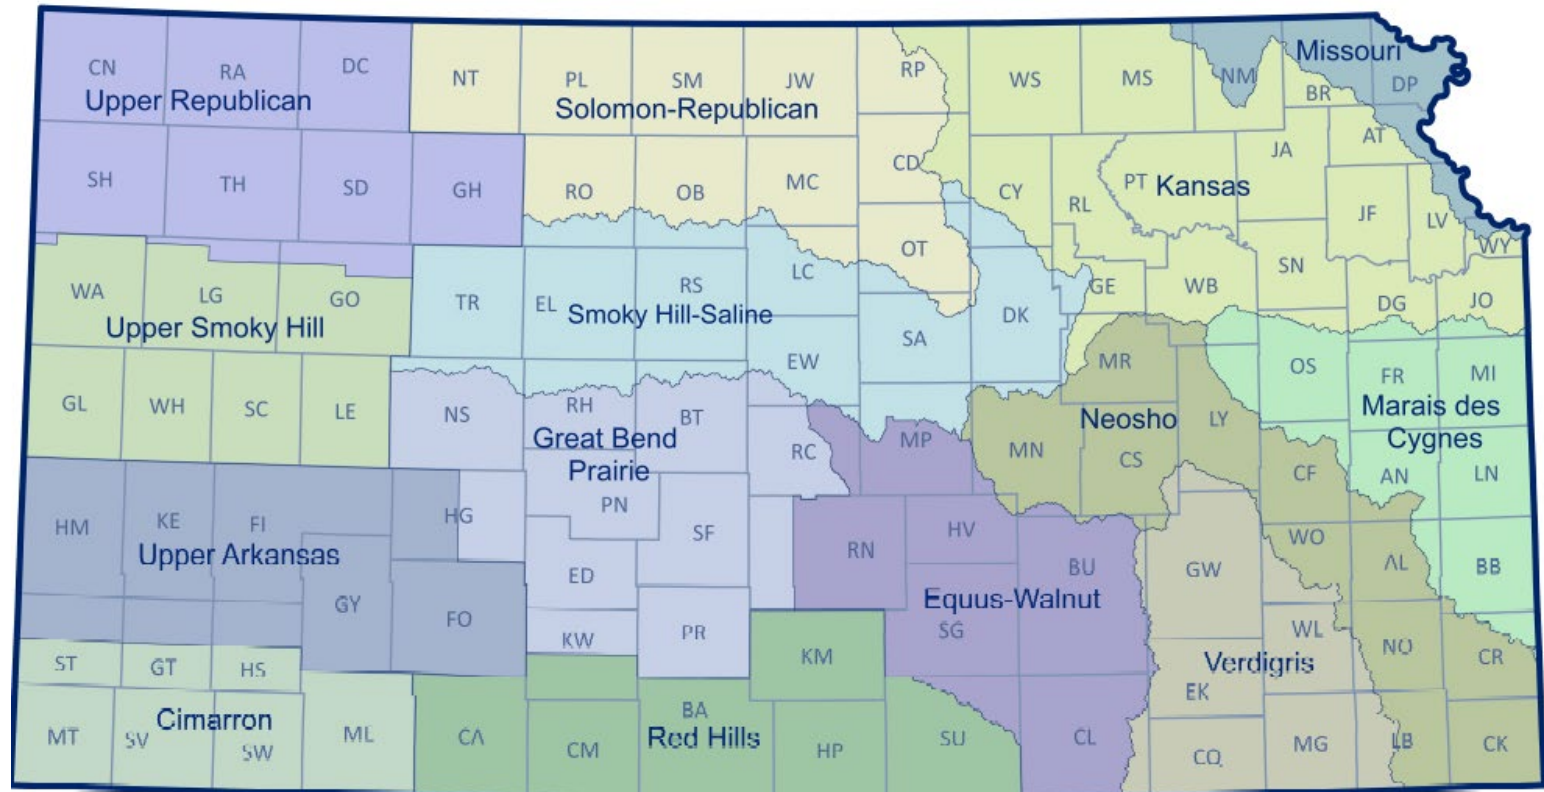 Missouri
CN
RA
DC
NT
PL
SM
JW
RP
WS
MS
NM
BR
DP
Upper Republican
Solomon-Republican
AT
SH
TH
SD
GH
RO
OB
MC
CD
CY
RL
PT
Kansas
JA
JF
LV
WY
WA
LG
GO
TR
EL
RS
LC
OT
DK
GE
WB
SN
DG
JO
Upper Smoky Hill
Smoky Hill-Saline
SA
EW
MR
OS
FR
MI
GL
WH
SC
LE
NS
RH
BT
RC
MP
MN
Neosho
CS
LY
Marais des
Cygnes
Great Bend
Prairie
CF
AN
LN
HM
KE
FI
HG
PN
SF
RN
HV
BU
WO
AL
BB
Upper Arkansas
GY
FO
ED
KW
PR
Equus-Walnut
SG
GW
WL
NO
CR
ST
GT
HS
KM
Verdigris
EK
Cimarron
MT
SV
SW
ML
CA
CM
BA
Red Hills
HP
SU
CL
CQ
MG
LB
CK